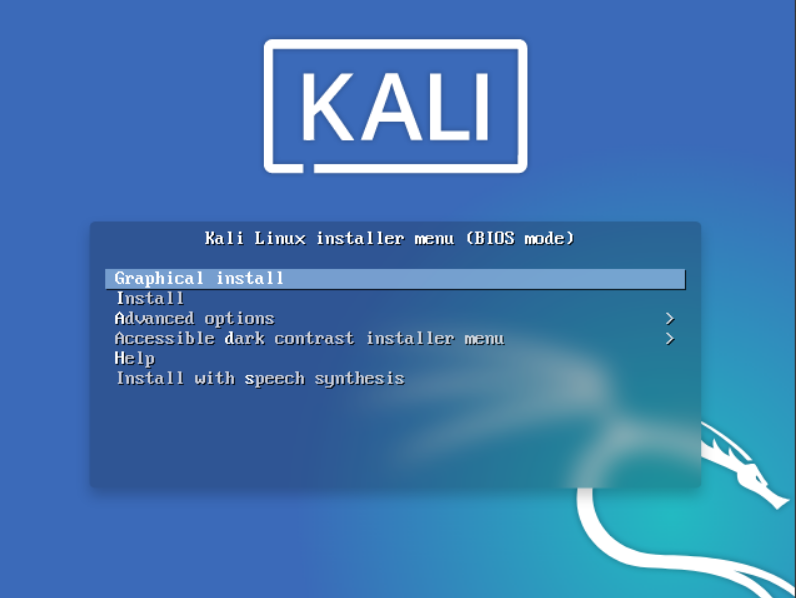 KALI
Kali Linux installer menu (BIOS mode)
Graphical install
Install
Advanced options >
Accessible dark contrast installer menu >
Help
Install with speech synthesis